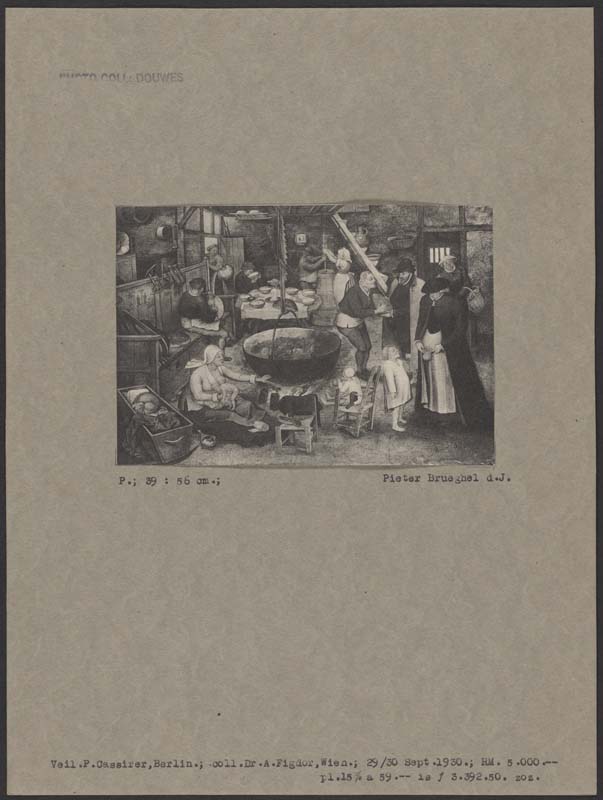 PHOTO COLL. DOUWES
P.; 39 : 56 cm.;
Pieter Brueghel d.J.
Veil.P.Cassirer,Berlin.; coll.Dr.A.Figdor,Wien.; 29/30 Sept.1930.; RM. 5.000.--
pl.15% a 59.-- is ƒ 3.392.50. zoz.